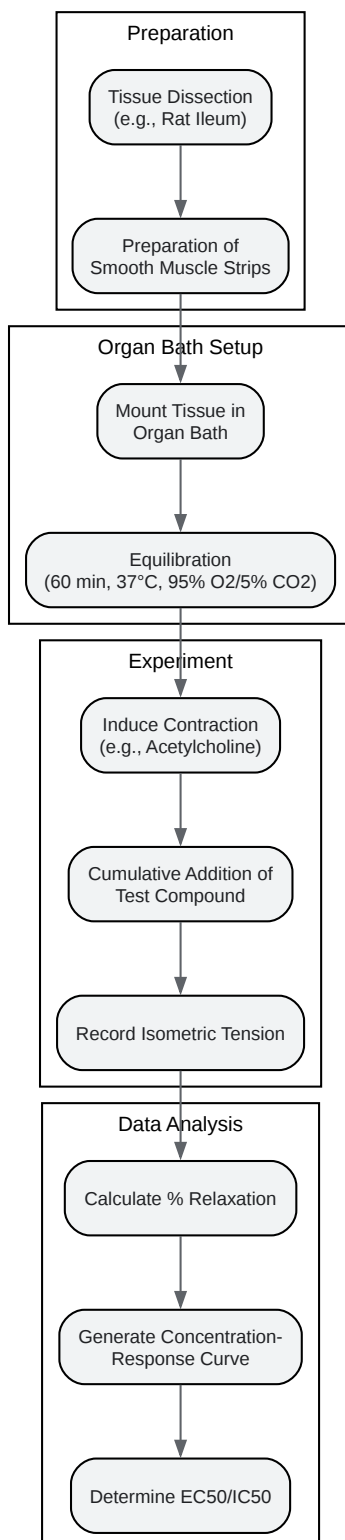 Preparation
Tissue Dissection
(e.g., Rat Ileum)
Preparation of
Smooth Muscle Strips
Organ Bath Setup
Mount Tissue in
Organ Bath
Equilibration
(60 min, 37°C, 95% O2/5% CO2)
Experiment
Induce Contraction
(e.g., Acetylcholine)
Cumulative Addition of
Test Compound
Record Isometric Tension
Data Analysis
Calculate % Relaxation
Generate Concentration-
Response Curve
Determine EC50/IC50